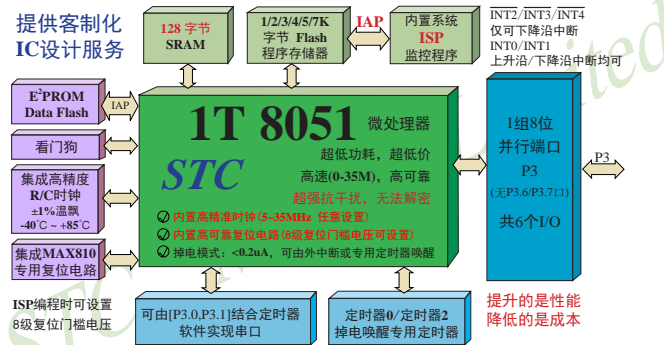 提供客制化
IC设计服务
128 字节
SRAM
1/2/3/4/5/7K
字节 Flash
程序存储器
IAP
内置系统
ISP
监控程序
INT2/INT3/INT4
仅可下降沿中断
INT0/INT1
上升沿/下降沿中断均可
E²PROM
Data Flash
IAP
看门狗
集成高精度
R/C时钟
±1%温飘
-40℃ ~ +85℃
集成MAX810
专用复位电路
ISP编程时可设置
8级复位门槛电压
1T 8051 微处理器
STC
超低功耗，超低价
高速(0-35M)，高可靠
超强抗干扰，无法解密
内置高精准时钟(5~35MHz 任意设置)
内置高可靠复位电路(8级复位门槛电压可设置)
掉电模式：<0.2uA，可由外中断或专用定时器唤醒
1组8位
并行端口
P3
(无P3.6/P3.7口)
共6个I/O
P3
可由[P3.0,P3.1]结合定时器
软件实现串口
定时器0/定时器2
掉电唤醒专用定时器
提升的是性能
降低的是成本